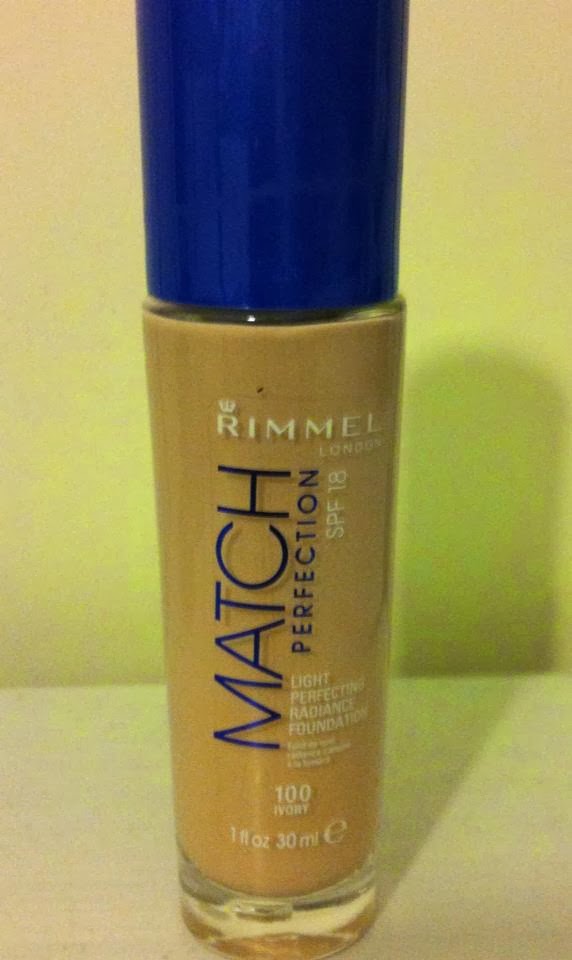 RIMMEL
LONDON
MATCH
PERFECTION
SPF 18
LIGHT
PERFECTING
RADIANCE
FOUNDATION
100
IVORY
1 fl oz 30 ml e